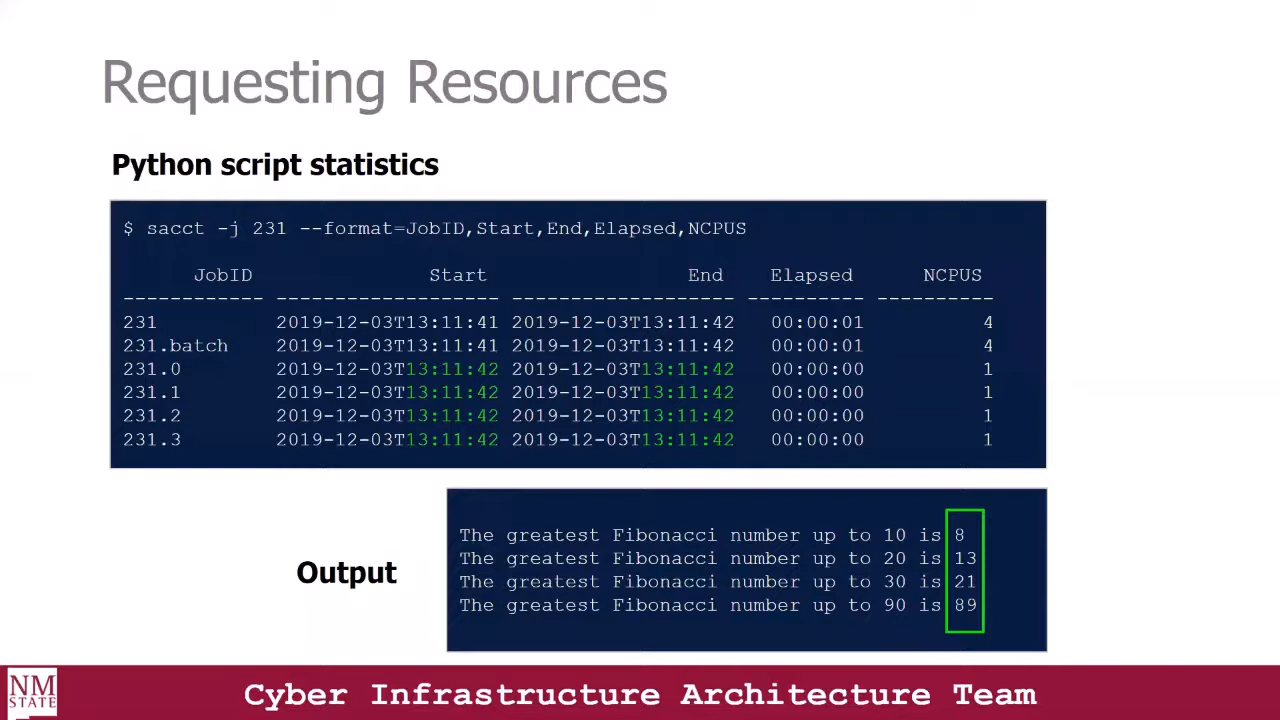 Requesting Resources
Python script statistics
$ sacct -j 231 --format=JobID,Start,End,Elapsed,NCPUS
JobID Start End Elapsed NCPUS
------------ ------------------- ------------------- ---------- ----------
231 2019-12-03T13:11:41 2019-12-03T13:11:42 00:00:01 4
231.batch 2019-12-03T13:11:41 2019-12-03T13:11:42 00:00:01 4
231.0 2019-12-03T13:11:42 2019-12-03T13:11:42 00:00:00 1
231.1 2019-12-03T13:11:42 2019-12-03T13:11:42 00:00:00 1
231.2 2019-12-03T13:11:42 2019-12-03T13:11:42 00:00:00 1
231.3 2019-12-03T13:11:42 2019-12-03T13:11:42 00:00:00 1
Output
The greatest Fibonacci number up to 10 is 8
The greatest Fibonacci number up to 20 is 13
The greatest Fibonacci number up to 30 is 21
The greatest Fibonacci number up to 90 is 89
NM
STATE
Cyber Infrastructure Architecture Team